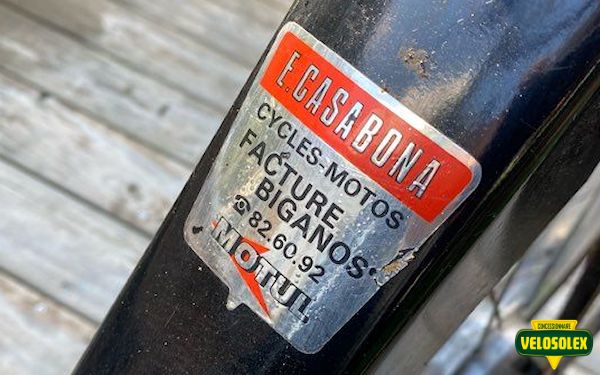 E.CASABONA
CYCLES-MOTOS
FACTURE
BIGANOS
☎82.60.92
MOTUL
CONCESSIONNAIRE
VELOSOLEX